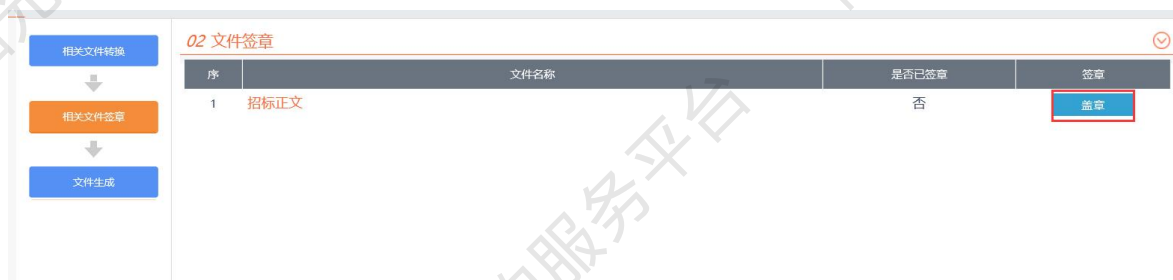 相关文件转换
相关文件签章
文件生成
02 文件签章
序 文件名称 是否已签章 签章
1 招标正文 否 盖章
服务平台